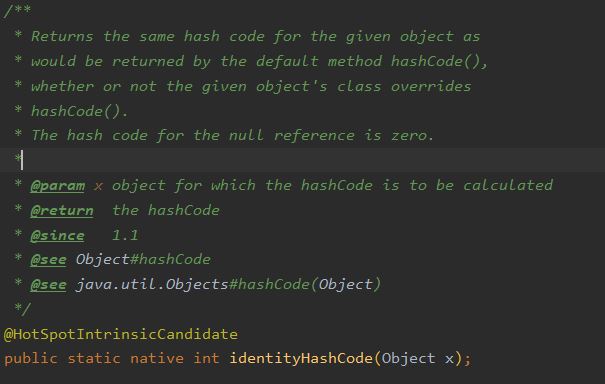 /**
* Returns the same hash code for the given object as
* would be returned by the default method hashCode(),
* whether or not the given object's class overrides
* hashCode().
* The hash code for the null reference is zero.
*
* @param x object for which the hashCode is to be calculated
* @return  the hashCode
* @since   1.1
* @see Object#hashCode
* @see java.util.Objects#hashCode(Object)
*/
@HotSpotIntrinsicCandidate
public static native int identityHashCode(Object x);